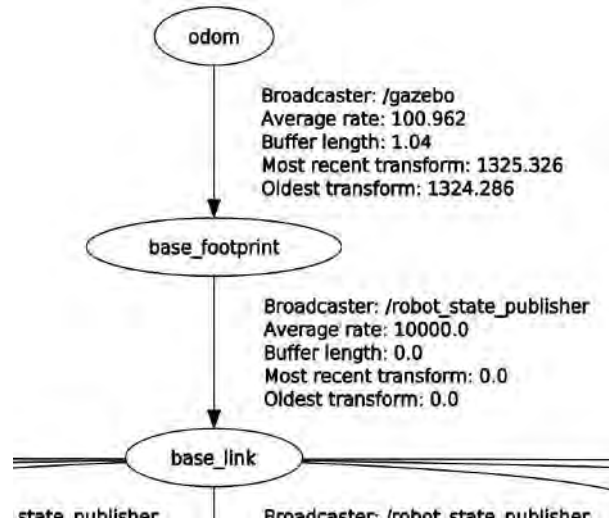 odom
Broadcaster: /gazebo
Average rate: 100.962
Buffer length: 1.04
Most recent transform: 1325.326
Oldest transform: 1324.286
base_footprint
Broadcaster: /robot_state_publisher
Average rate: 10000.0
Buffer length: 0.0
Most recent transform: 0.0
Oldest transform: 0.0
base_link
state_publisher
Broadcaster: /robot_state_publisher